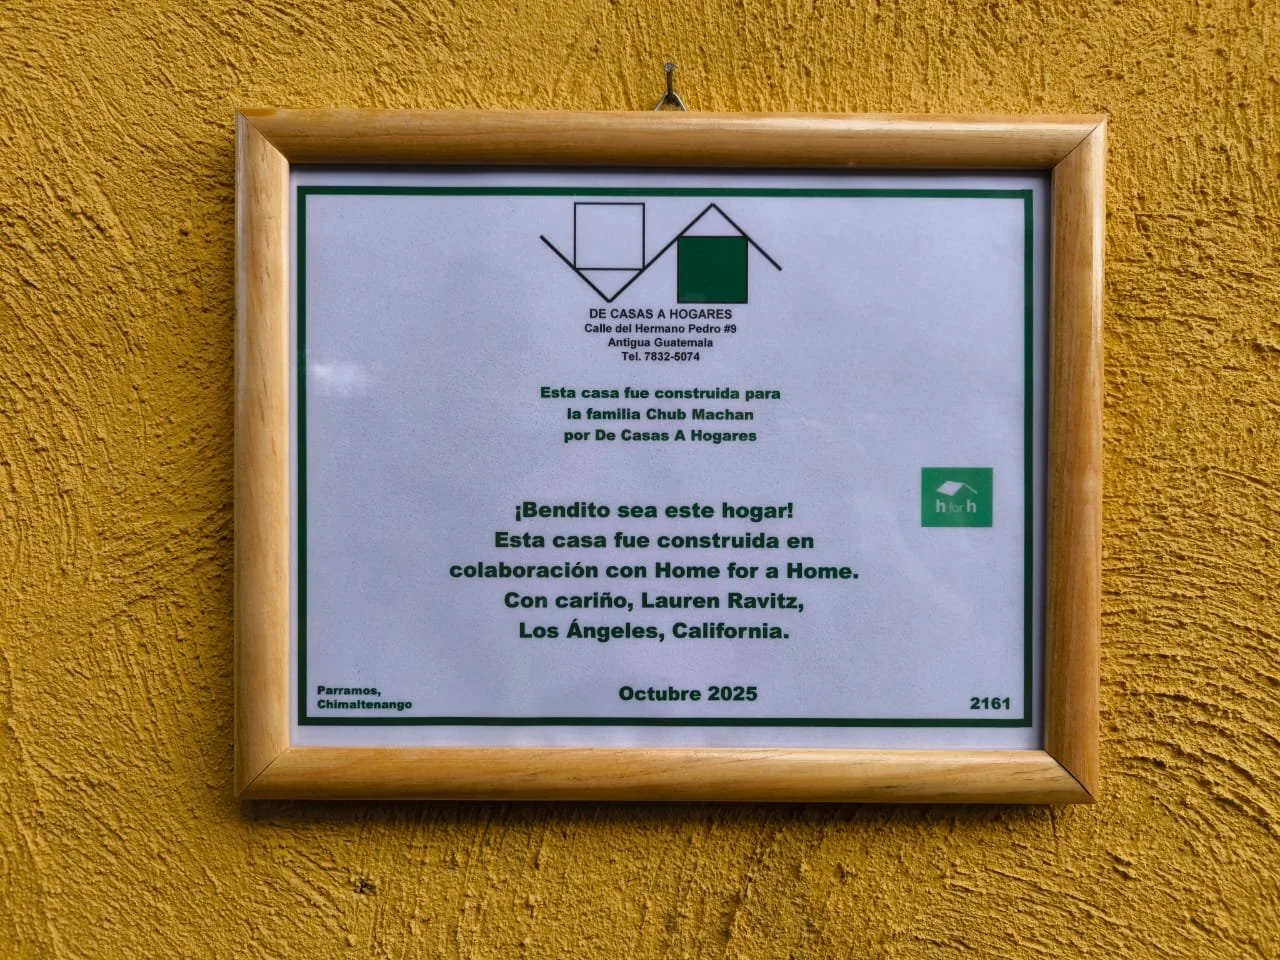 DE CASAS A HOGARES
Calle del Hermano Pedro #9
Antigua Guatemala
Tel. 7832-5074
Esta casa fue construida para
la familia Chub Machan
por De Casas A Hogares
h for h
¡Bendito sea este hogar!
Esta casa fue construida en
colaboración con Home for a Home.
Con cariño, Lauren Ravitz,
Los Ángeles, California.
Parramos,
Chimaltenango
Octubre 2025
2161